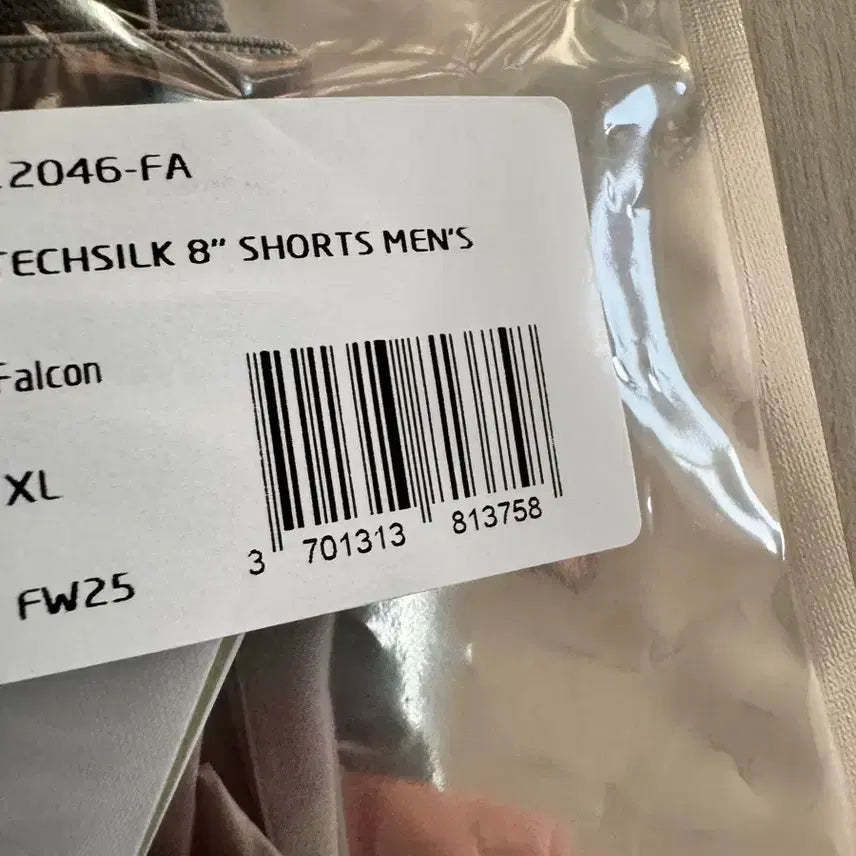 2046-FA
TECHSILK 8" SHORTS MEN'S
Falcon
XL
FW25
3 701313 813758